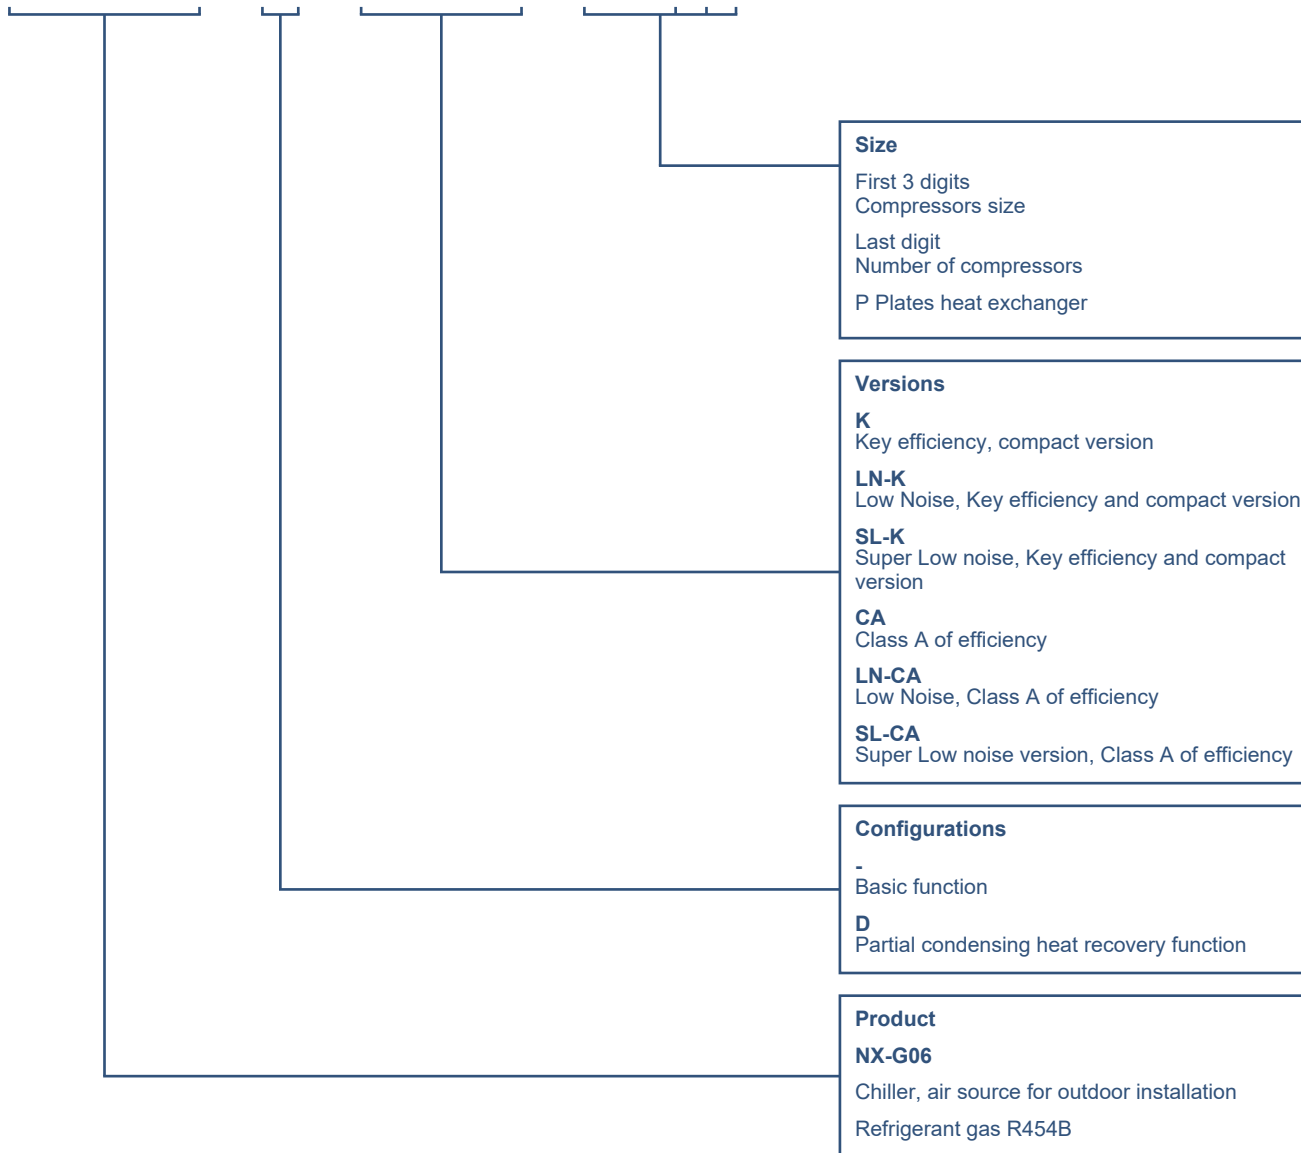 Size
First 3 digits
Compressors size
Last digit
Number of compressors
P Plates heat exchanger
Versions
K
Key efficiency, compact version
LN-K
Low Noise, Key efficiency and compact version
SL-K
Super Low noise, Key efficiency and compact
version
CA
Class A of efficiency
LN-CA
Low Noise, Class A of efficiency
SL-CA
Super Low noise version, Class A of efficiency
Configurations
-
Basic function
D
Partial condensing heat recovery function
Product
NX-G06
Chiller, air source for outdoor installation
Refrigerant gas R454B